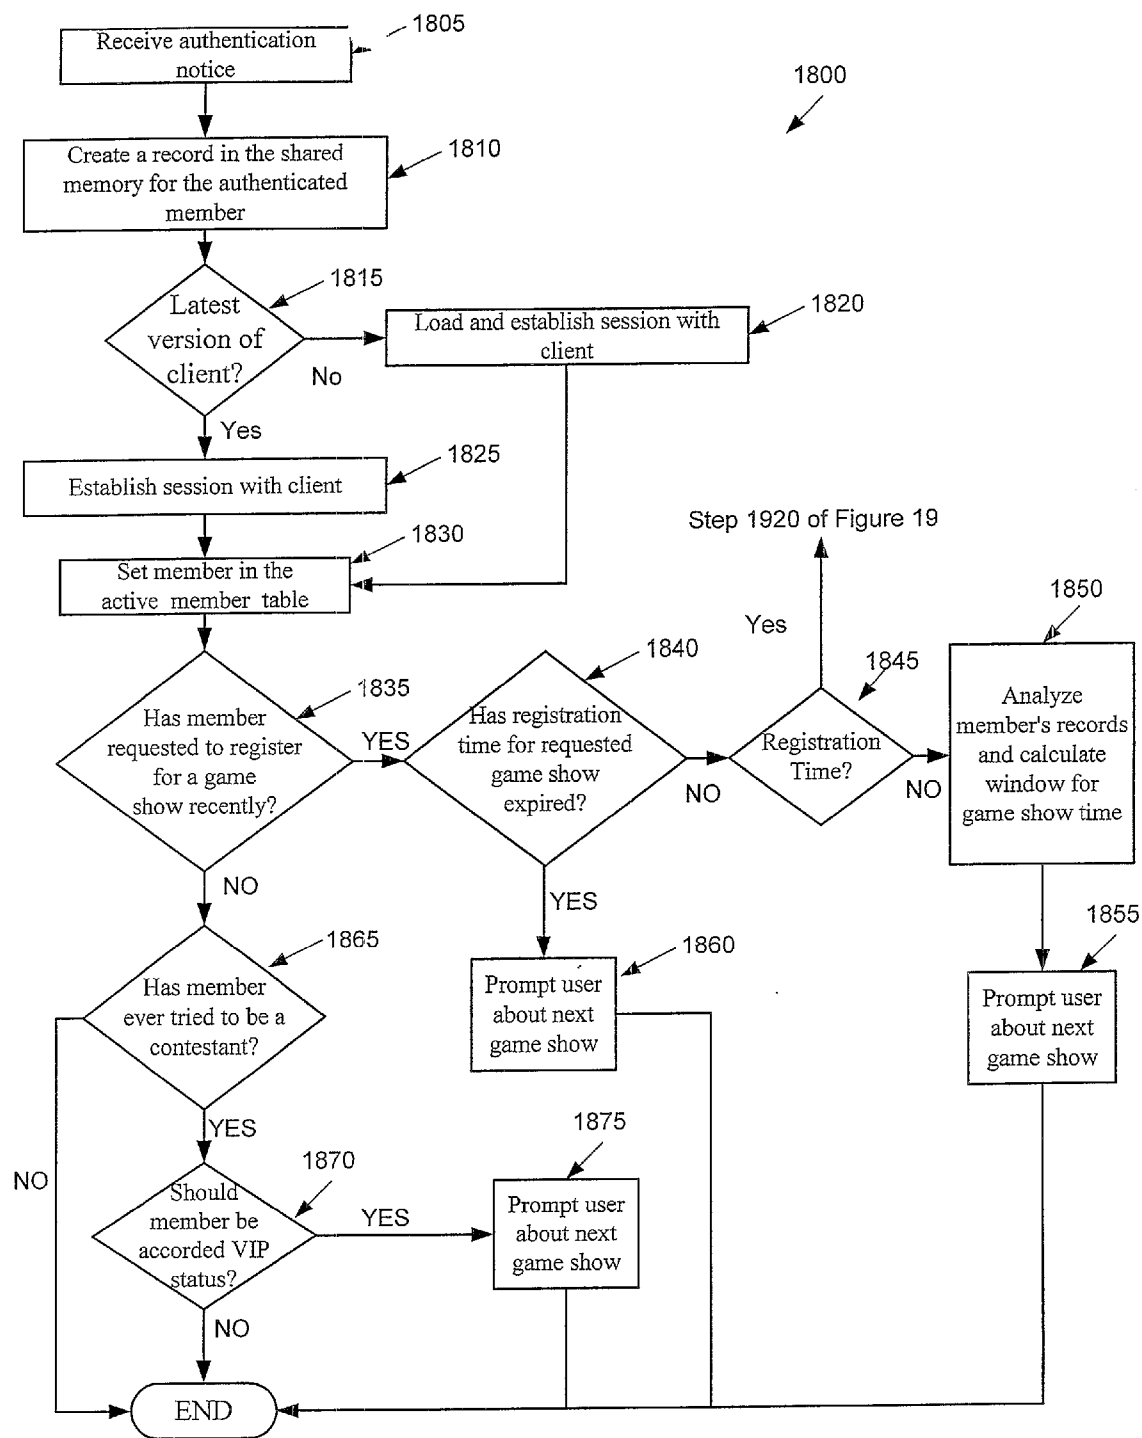 1805
Receive authentication
notice
1800
1810
Create a record in the shared
memory for the authenticated
member
1815
Latest
version of
client?
No
Yes
1820
Load and establish session with
client
1825
Establish session with client
1830
Set member in the
active member table
Step 1920 of Figure 19
Yes
1835
Has member
requested to register
for a game
show recently?
YES
NO
1840
Has registration
time for requested
game show
expired?
NO
YES
1845
Registration
Time?
NO
1850
Analyze
member's records
and calculate
window for
game show time
1855
Prompt user
about next
game show
1860
Prompt user
about next
game show
1865
Has member
ever tried to be a
contestant?
NO
YES
1870
Should
member be
accorded VIP
status?
YES
NO
1875
Prompt user
about next
game show
END